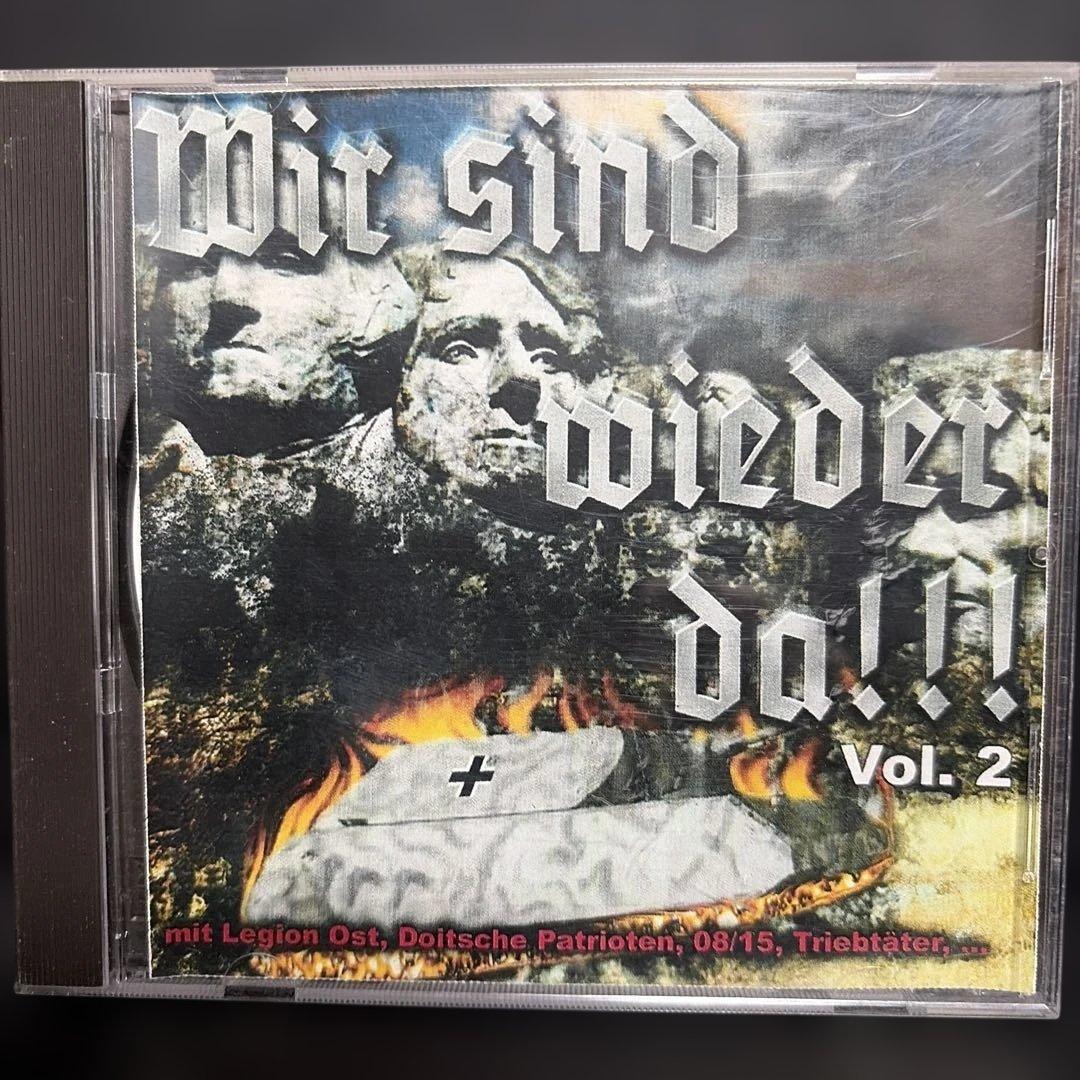 Wir sind
wieder
da!!!
Vol. 2
mit Legion Ost, Doitsche Patrioten, 08/15, Triebtäter, ...